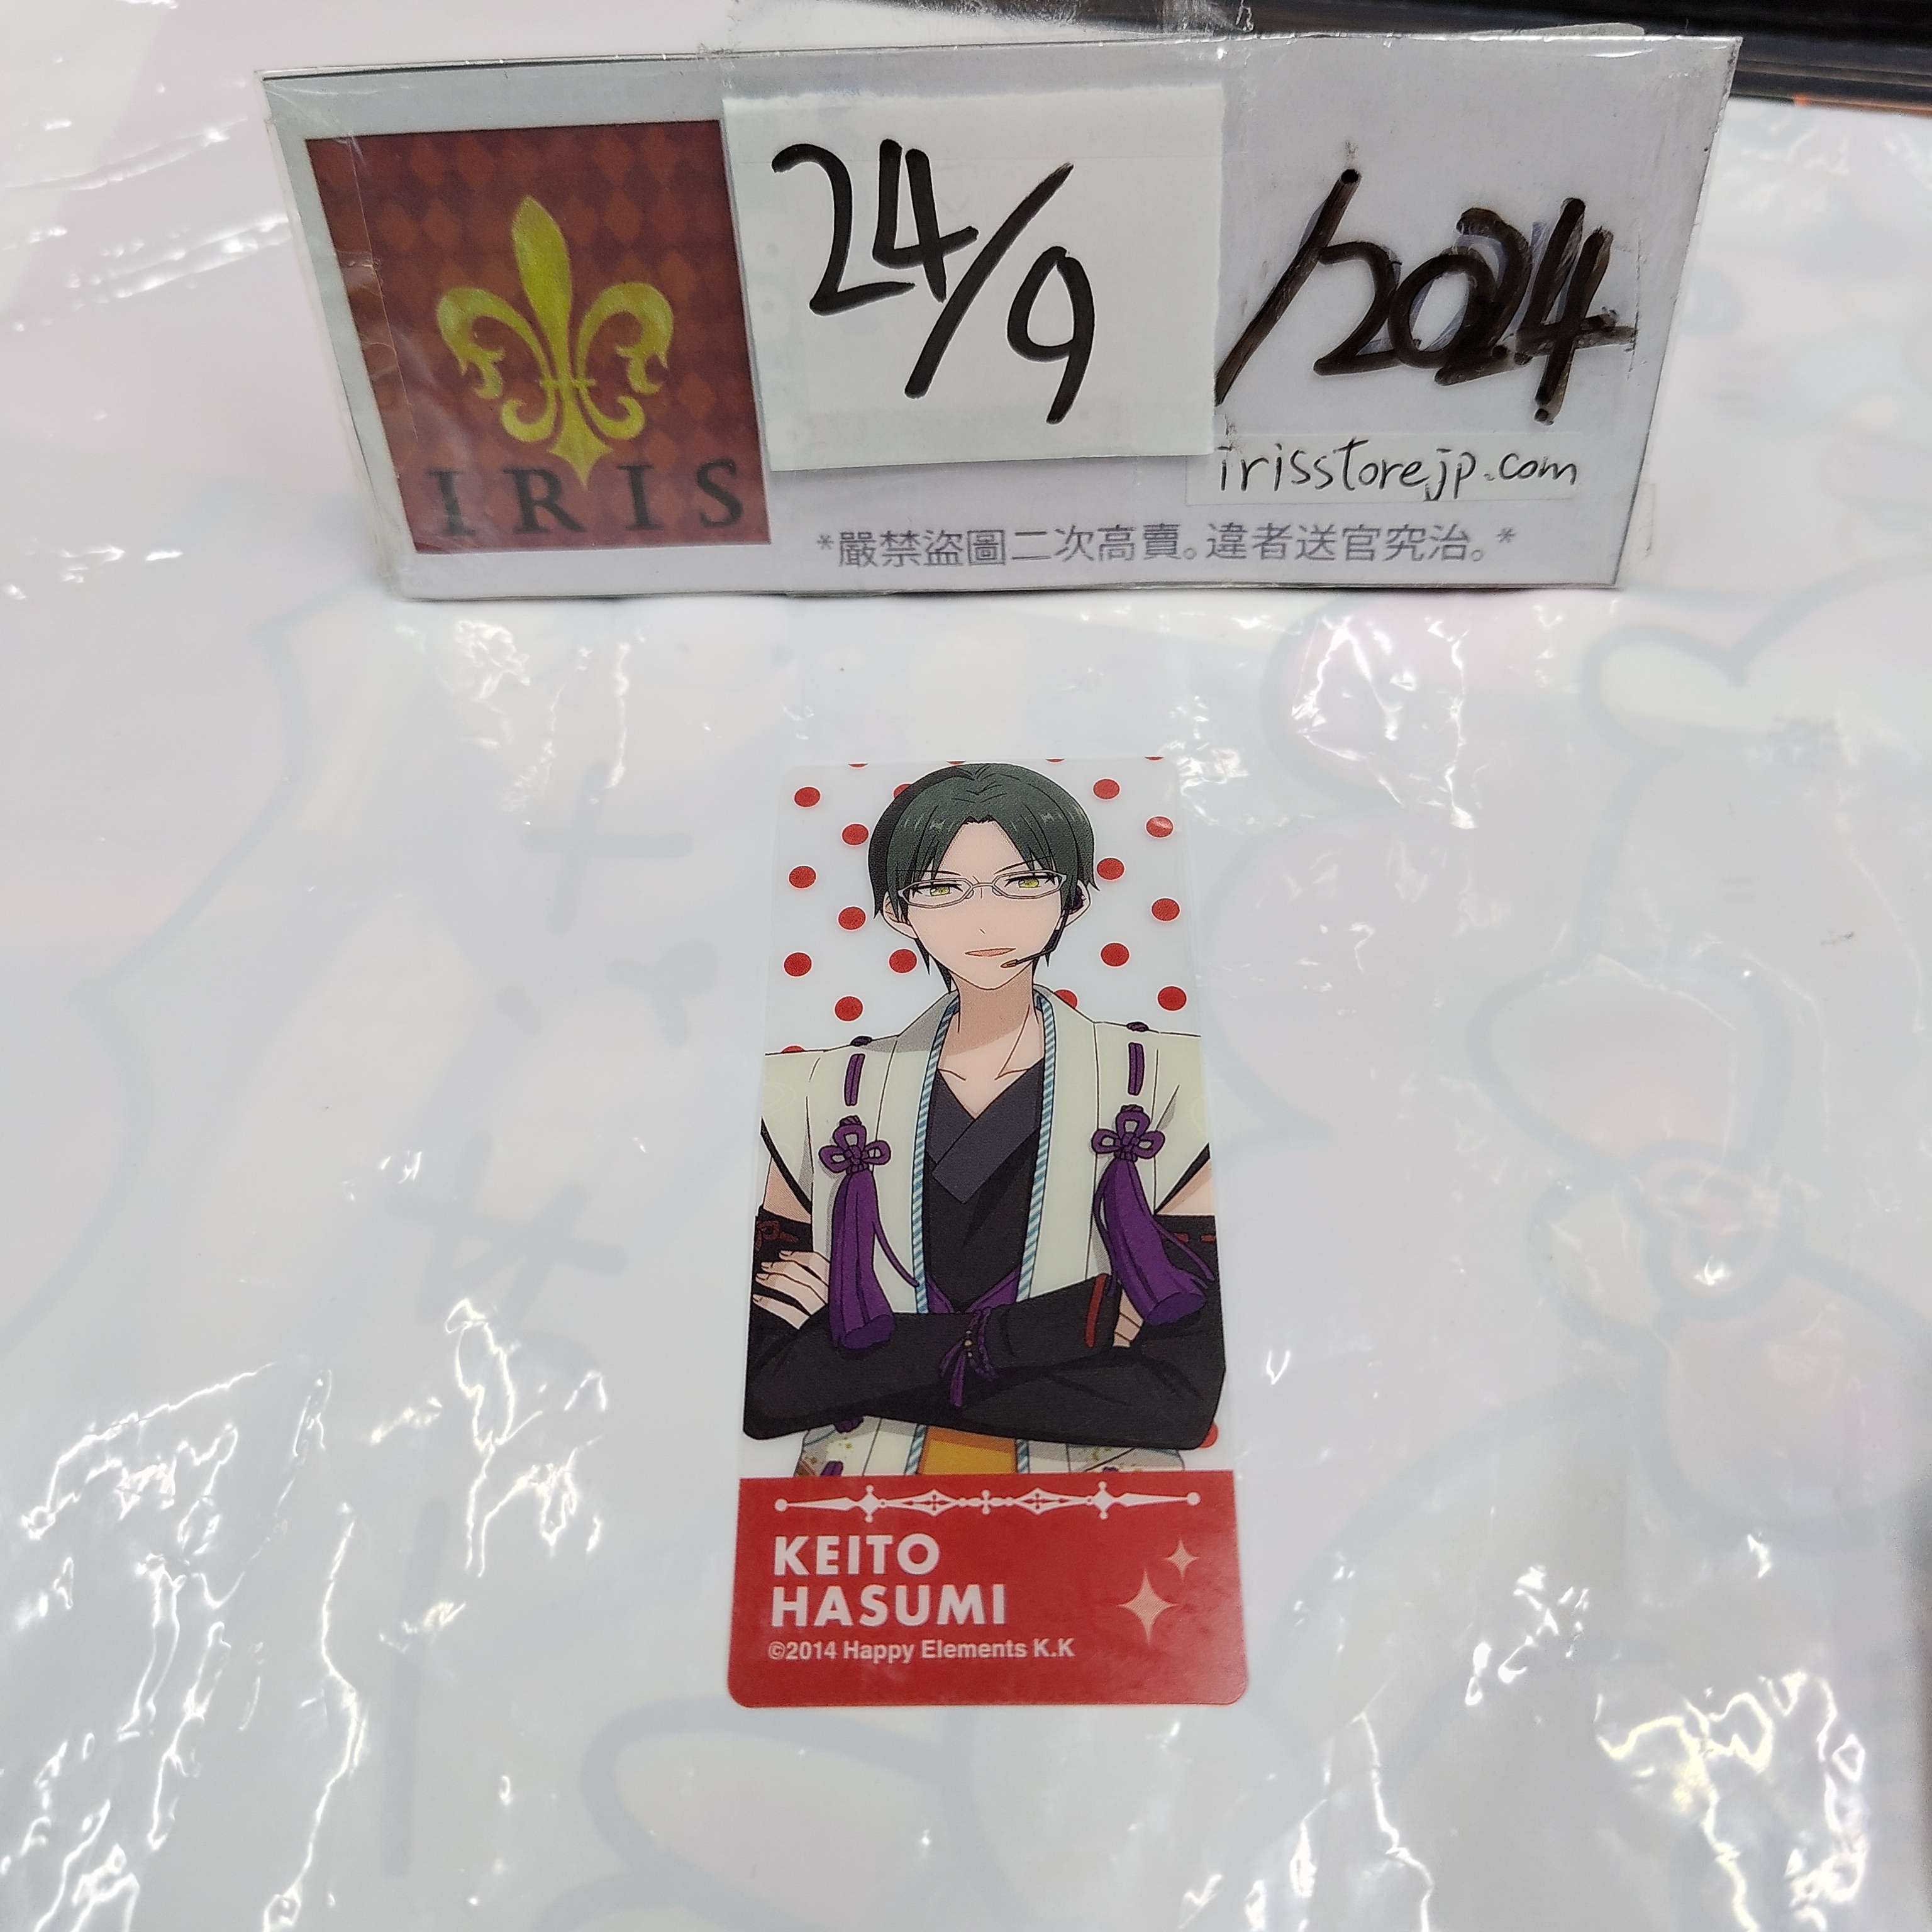 IRIS
24/9/2024
irisstorejp.com
*嚴禁盜圖二次高賣。違者送官究治。*
KEITO
HASUMI
©2014 Happy Elements K.K